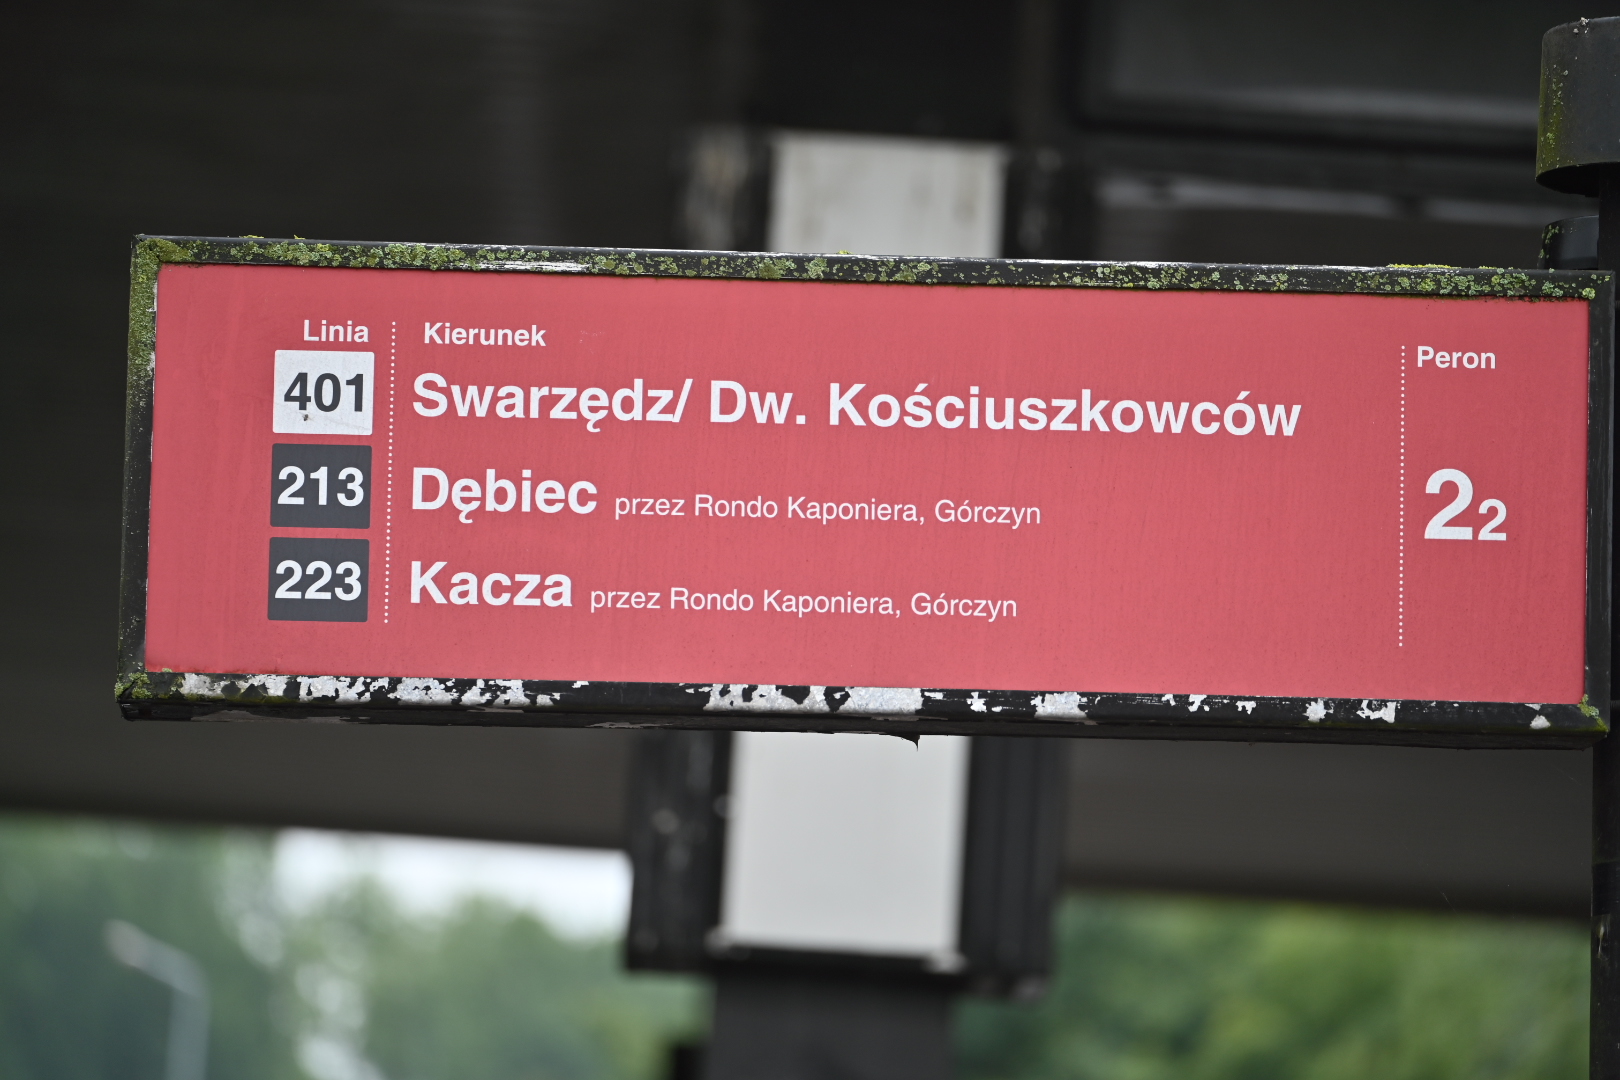 Linia Kierunek Peron
401 Swarzędz/ Dw. Kościuszkowców
213 Dębiec przez Rondo Kaponiera, Górczyn 22
223 Kacza przez Rondo Kaponiera, Górczyn